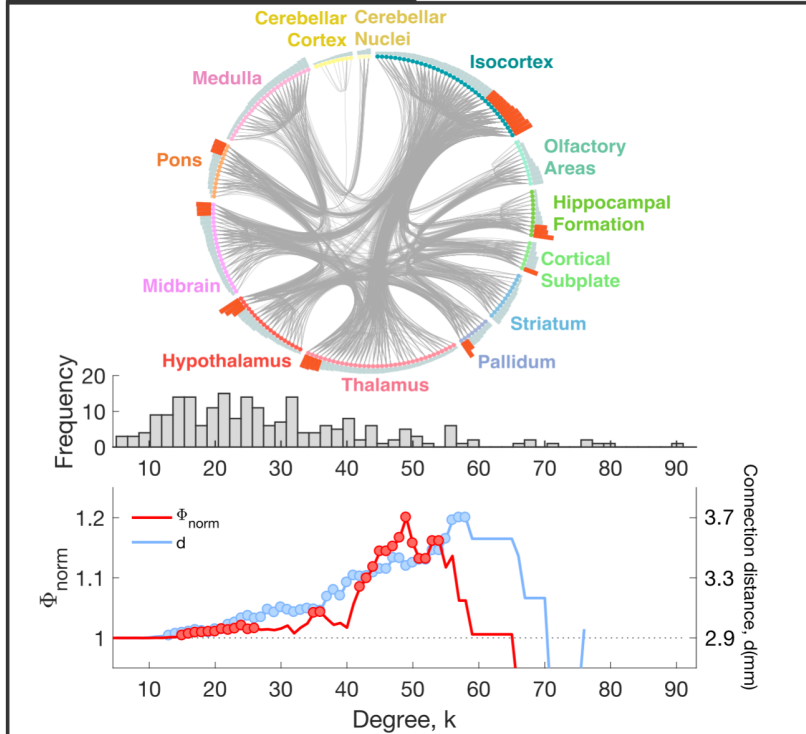 Cerebellar Cortex
Cerebellar Nuclei
Isocortex
Medulla
Olfactory Areas
Pons
Hippocampal Formation
Cortical Subplate
Midbrain
Striatum
Hypothalamus
Pallidum
Thalamus
Frequency
20
10
0
10 20 30 40 50 60 70 80 90
Φnorm
1.2
1.1
1
Φnorm
d
3.7
3.3
2.9
Connection distance, d(mm)
10 20 30 40 50 60 70 80 90
Degree, k